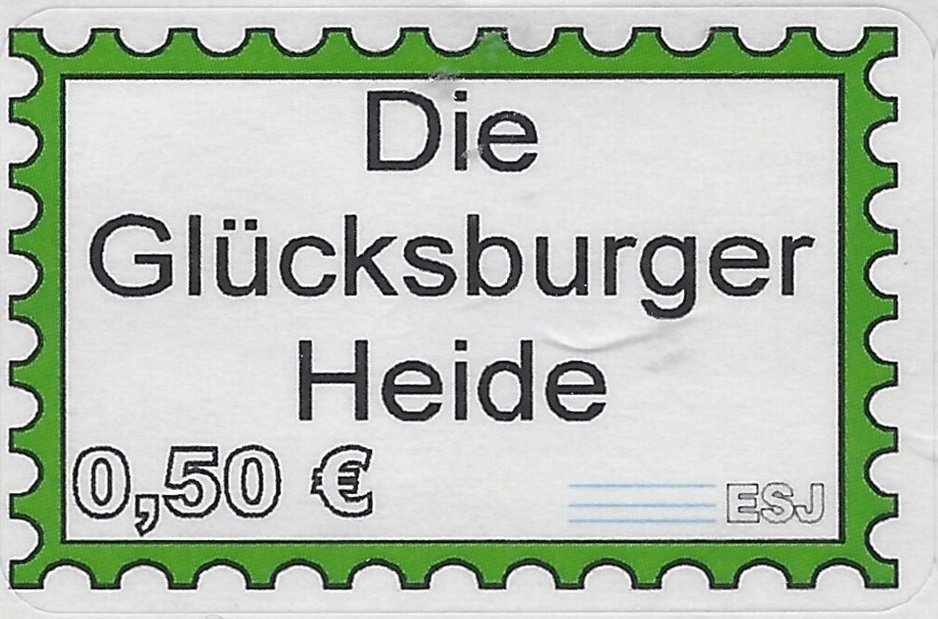 Die
Glücksburger
Heide
0,50 €
ESJ